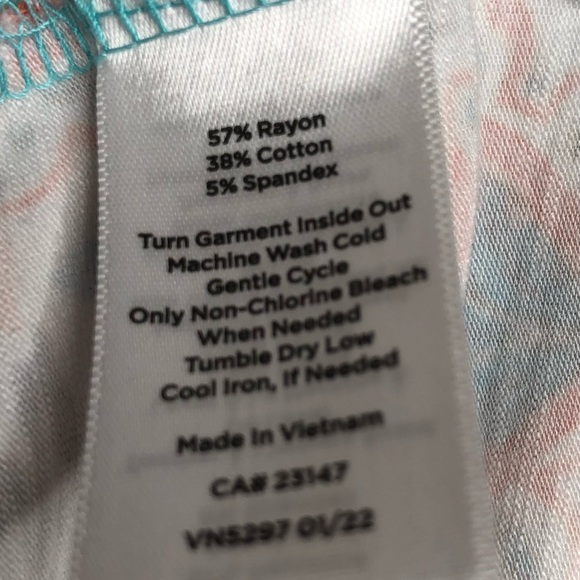 57% Rayon
38% Cotton
5% Spandex
Turn Garment Inside Out
Machine Wash Cold
Gentle Cycle
Only Non-Chlorine Bleach
When Needed
Tumble Dry Low
Cool Iron, If Needed
Made In Vietnam
CA# 23147
VN5297 01/22